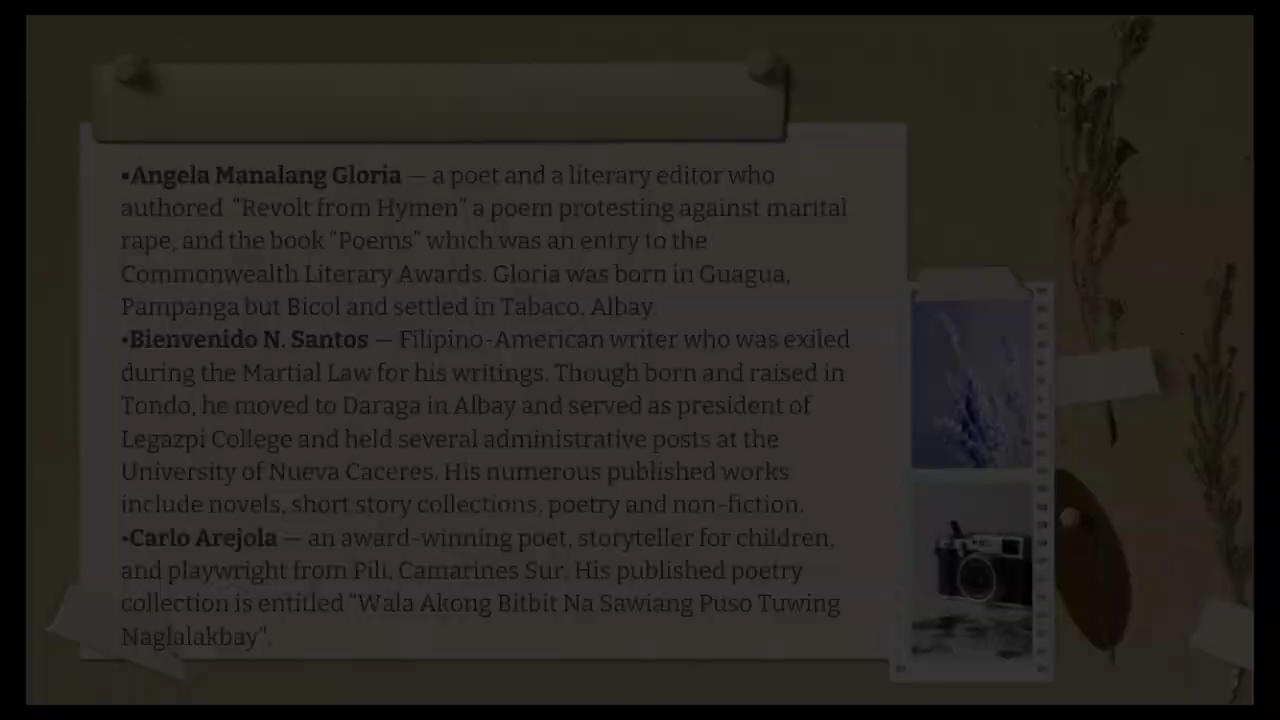 •Angela Manalang Gloria — a poet and a literary editor who
authored "Revolt from Hymen" a poem protesting against marital
rape, and the book "Poems" which was an entry to the
Commonwealth Literary Awards. Gloria was born in Guagua,
Pampanga but Bicol and settled in Tabaco, Albay.
•Bienvenido N. Santos — Filipino-American writer who was exiled
during the Martial Law for his writings. Though born and raised in
Tondo, he moved to Daraga in Albay and served as president of
Legazpi College and held several administrative posts at the
University of Nueva Caceres. His numerous published works
include novels, short story collections, poetry and non-fiction.
•Carlo Arejola — an award-winning poet, storyteller for children,
and playwright from Pili, Camarines Sur. His published poetry
collection is entitled "Wala Akong Bitbit Na Sawiang Puso Tuwing
Naglalakbay".